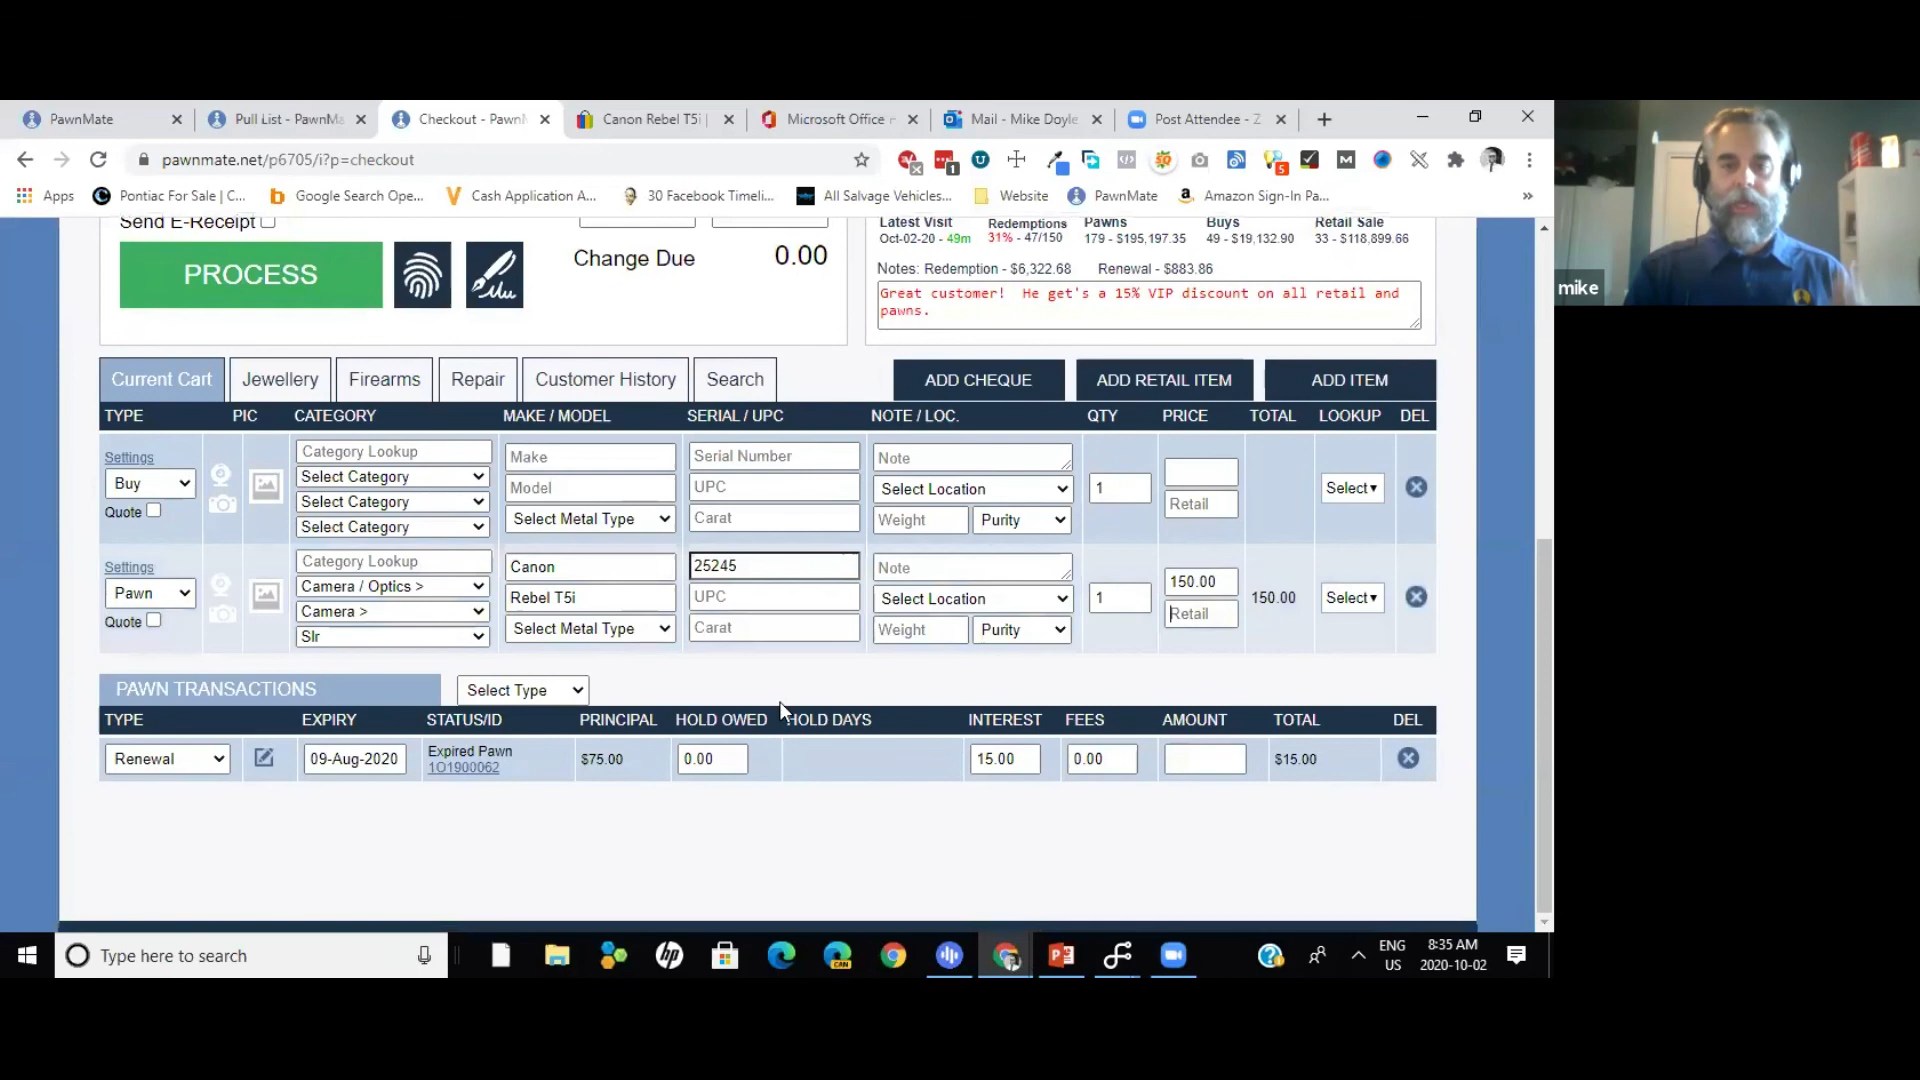 PawnMate
Pull List - PawnMa
Checkout - Pawn
Canon Rebel T5i |
Microsoft Office
Mail - Mike Doyle
Post Attendee - Z
pawnmate.net/p6705/i?p=checkout
Apps
Pontiac For Sale | C...
Google Search Ope...
Cash Application A...
30 Facebook Timeli...
All Salvage Vehicles...
Website
PawnMate
Amazon Sign-In Pa...
»
Send E-Receipt
PROCESS
Change Due 0.00
Latest Visit Redemptions Pawns Buys Retail Sale
Oct-02-20 - 49m 31% - 47/150 179 - $195,197.35 49 - $19,132.90 33 - $118,899.66
Notes: Redemption - $6,322.68 Renewal - $883.86
Great customer! He get's a 15% VIP discount on all retail and
pawns.
mike
Current Cart Jewellery Firearms Repair Customer History Search ADD CHEQUE ADD RETAIL ITEM ADD ITEM
TYPE PIC CATEGORY MAKE / MODEL SERIAL / UPC NOTE / LOC. QTY PRICE TOTAL LOOKUP DEL
Settings Category Lookup Make Serial Number Note
Buy Select Category Model UPC Select Location 1 Select▾
Quote Select Category Retail
Select Category Select Metal Type Carat Weight Purity
Settings Category Lookup Canon 25245 Note 150.00
Pawn Camera / Optics > Rebel T5i UPC Select Location 1 150.00 Select▾
Quote Camera > Retail
Slr Select Metal Type Carat Weight Purity
PAWN TRANSACTIONS Select Type
TYPE EXPIRY STATUS/ID PRINCIPAL HOLD OWED HOLD DAYS INTEREST FEES AMOUNT TOTAL DEL
Renewal 09-Aug-2020 Expired Pawn $75.00 0.00 15.00 0.00 $15.00
1O1900062
Type here to search
ENG
US
8:35 AM
2020-10-02